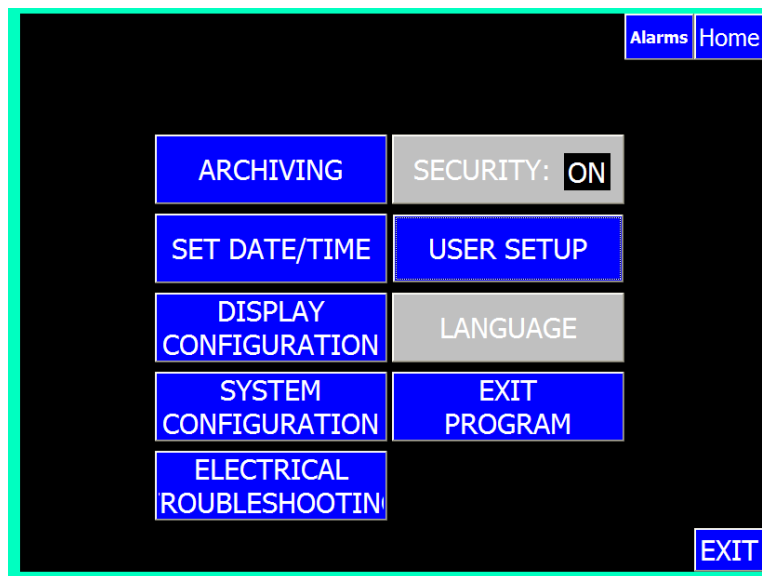 Alarms Home
ARCHIVING SECURITY: ON
SET DATE/TIME USER SETUP
DISPLAY
CONFIGURATION
LANGUAGE
SYSTEM
CONFIGURATION
EXIT
PROGRAM
ELECTRICAL
ROUBLESHOOTIN
EXIT